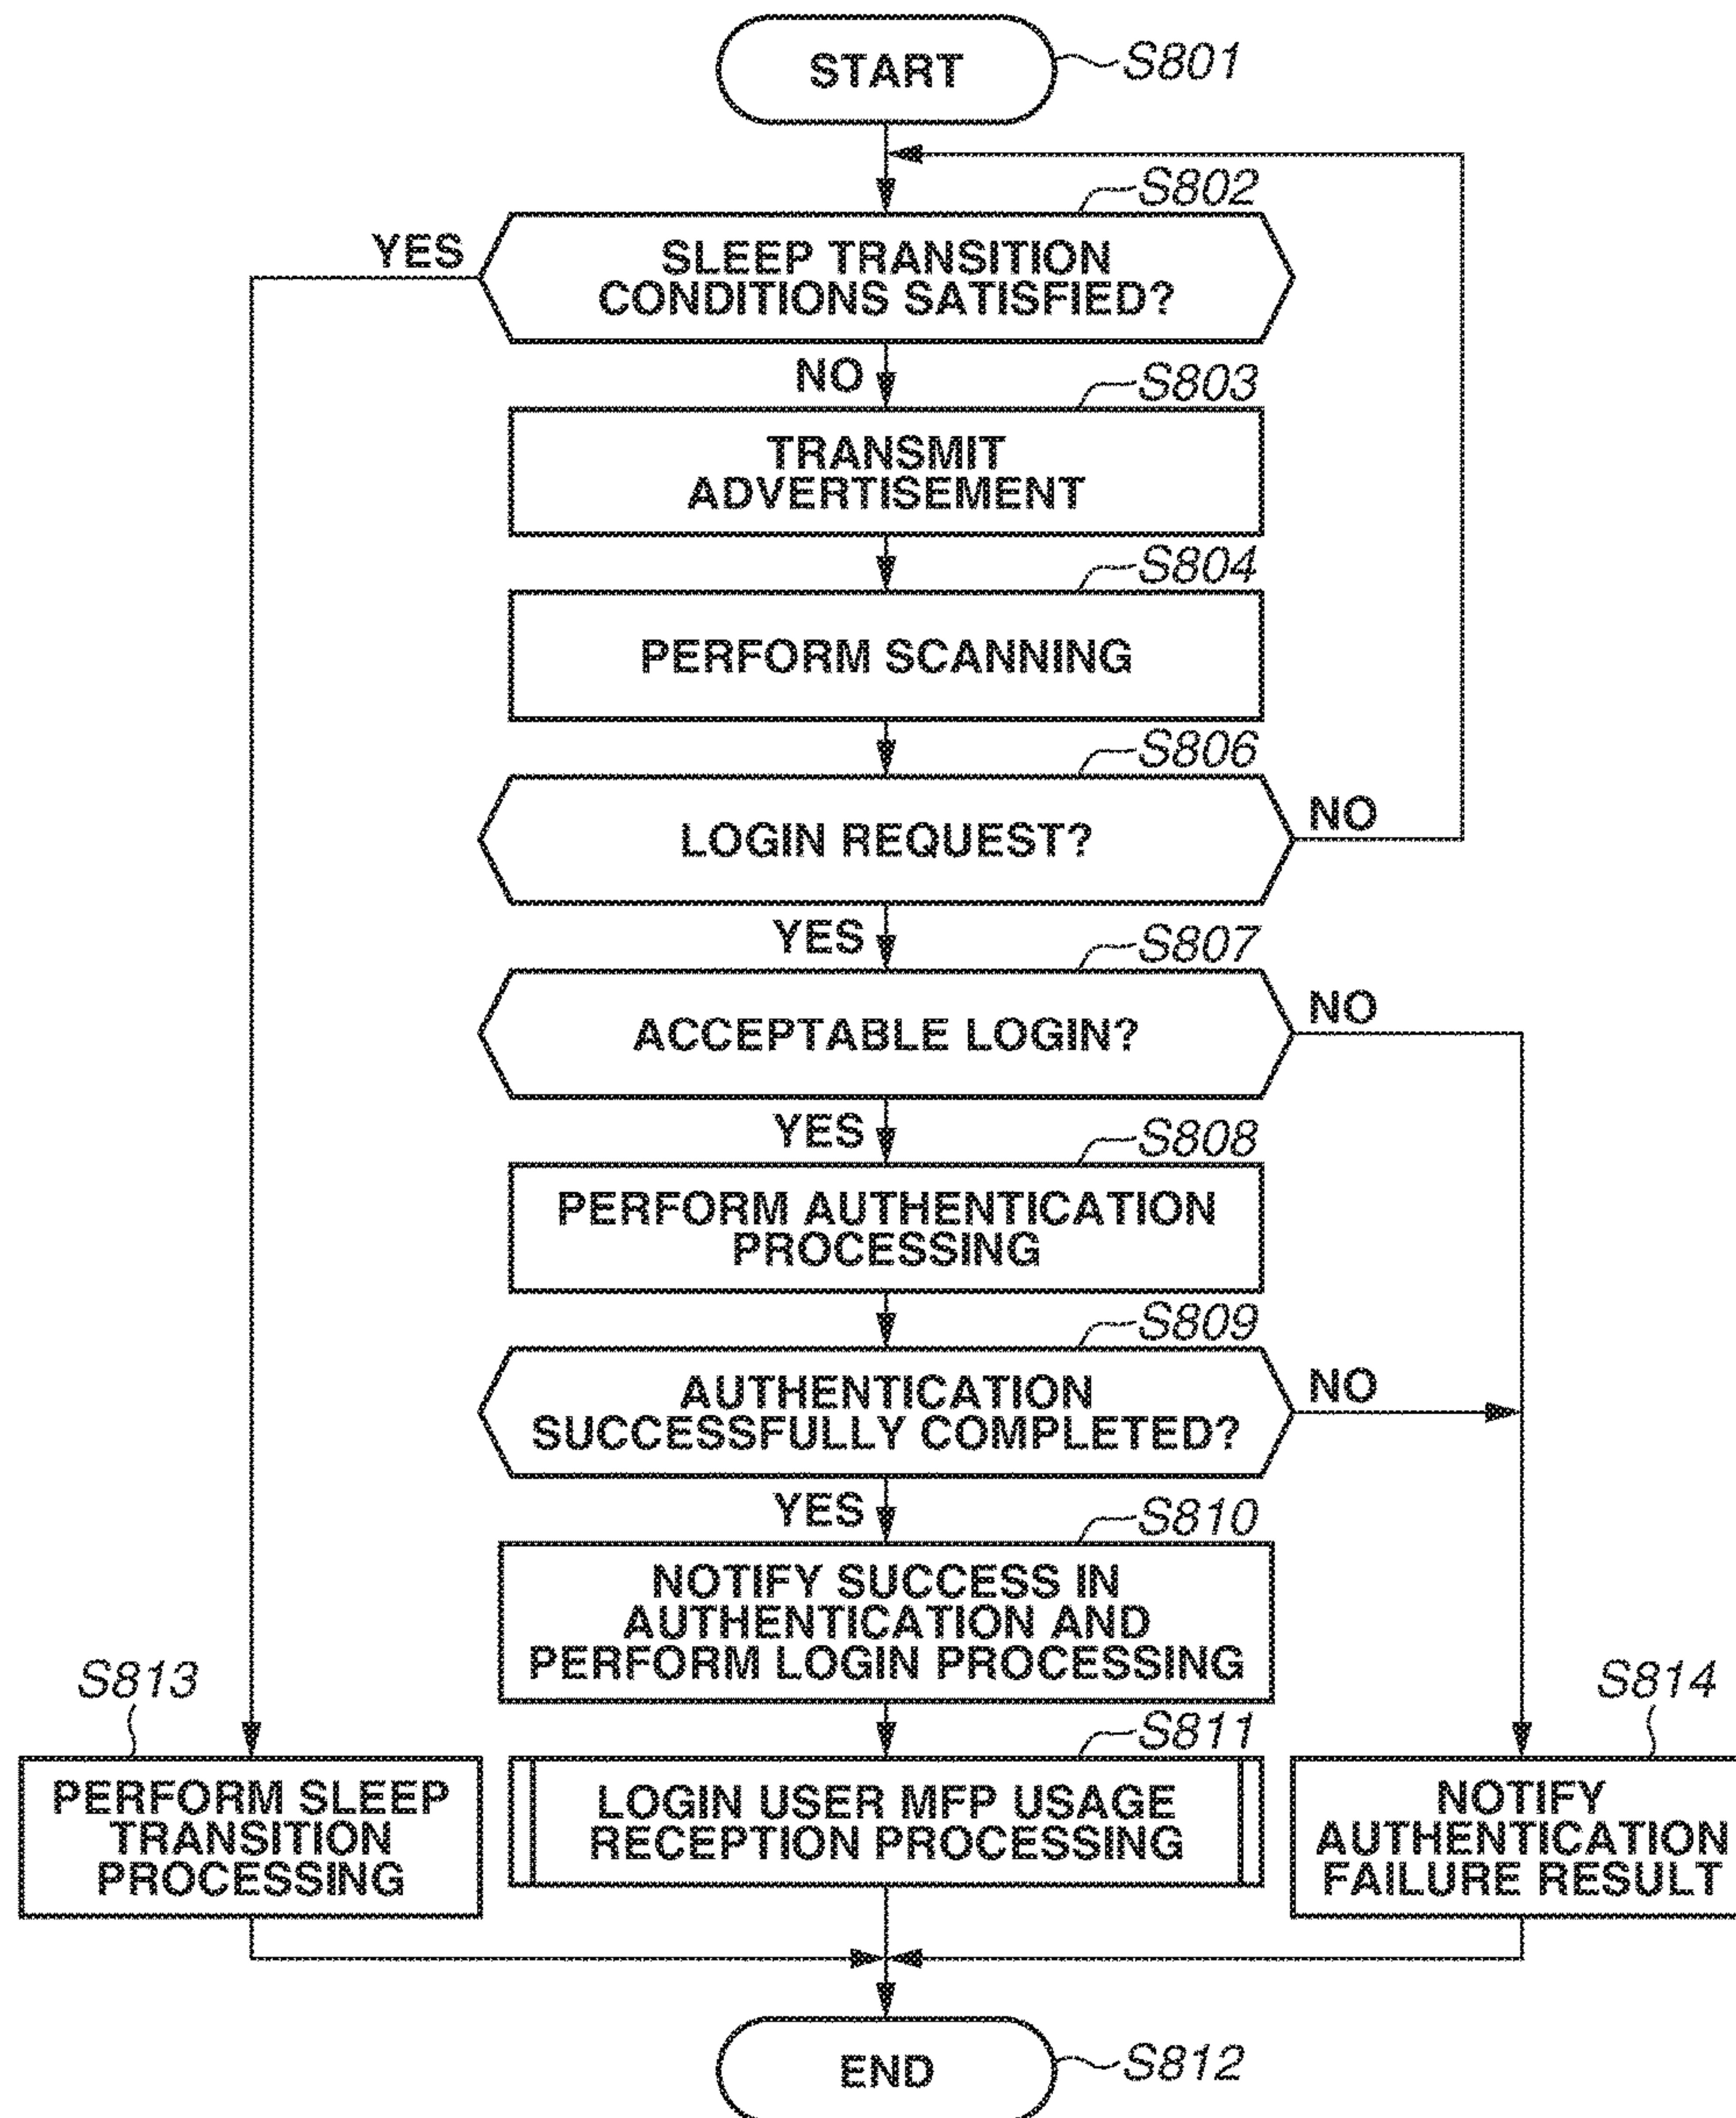 START
S801
S802
YES
SLEEP TRANSITION
CONDITIONS SATISFIED?
NO
S803
TRANSMIT
ADVERTISEMENT
S804
PERFORM SCANNING
S806
LOGIN REQUEST?
NO
YES
S807
ACCEPTABLE LOGIN?
NO
YES
S808
PERFORM AUTHENTICATION
PROCESSING
S809
AUTHENTICATION
SUCCESSFULLY COMPLETED?
NO
YES
S810
NOTIFY SUCCESS IN
AUTHENTICATION AND
PERFORM LOGIN PROCESSING
S813
PERFORM SLEEP
TRANSITION
PROCESSING
S811
LOGIN USER MFP USAGE
RECEPTION PROCESSING
S814
NOTIFY
AUTHENTICATION
FAILURE RESULT
END
S812